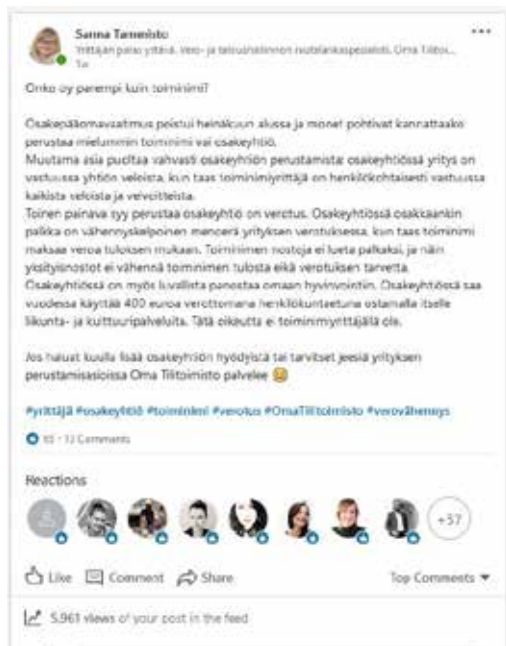 Sanna Tammisto
Yrittäjän paras ystävä, Vero- ja taloushallinnon
Onko oy parempi kuin toiminimi?
Osakepääomavaatimus poistui heinäkuun alussa ja monet pohtivat kannattaako
perustaa mielummin toiminimi vai osakeyhtiö.
Muutama asia puoltaa vahvasti osakeyhtiön perustamista: osakeyhtiössä yritys on
vastuussa yhtiön veloista, kun taas toiminimiyrittäjä on henkilökohtaisesti vastuussa
kaikista veloista ja velvoitteista.
Toinen painava syy perustaa osakeyhtiö on verotus. Osakeyhtiössä osakkaankin
palkka on vähennyskelpoinen menoerä yrityksen verotuksessa, kun taas toiminimi
maksaa veroa tuloksen mukaan. Toiminimen nostoja ei lueta palkaksi, ja näin
yksityisnostot ei vähennä toiminimen tulosta eikä verotuksen tarvetta.
Osakeyhtiössä on myös luvallista panostaa omaan hyvinvointiin. Osakeyhtiössä saa
vuodessa käyttää 400 euroa verottomana henkilökuntaetuna ostamalla itselle
liikunta- ja kulttuuripalveluita. Tätä oikeutta ei toiminimiyrittäjällä ole.
Jos haluat kuulla lisää osakeyhtiön hyödyistä tai tarvitset jeesiä yrityksen
perustamisasioissa Oma Tilitoimisto palvelee 😊
#yrittäjä #osakeyhtiö #toiminimi #verotus #OmaTilitoimisto #verovähennys
Comments
Reactions
+37
Like Comment Share Top Comments
5,961 views of your post in the feed